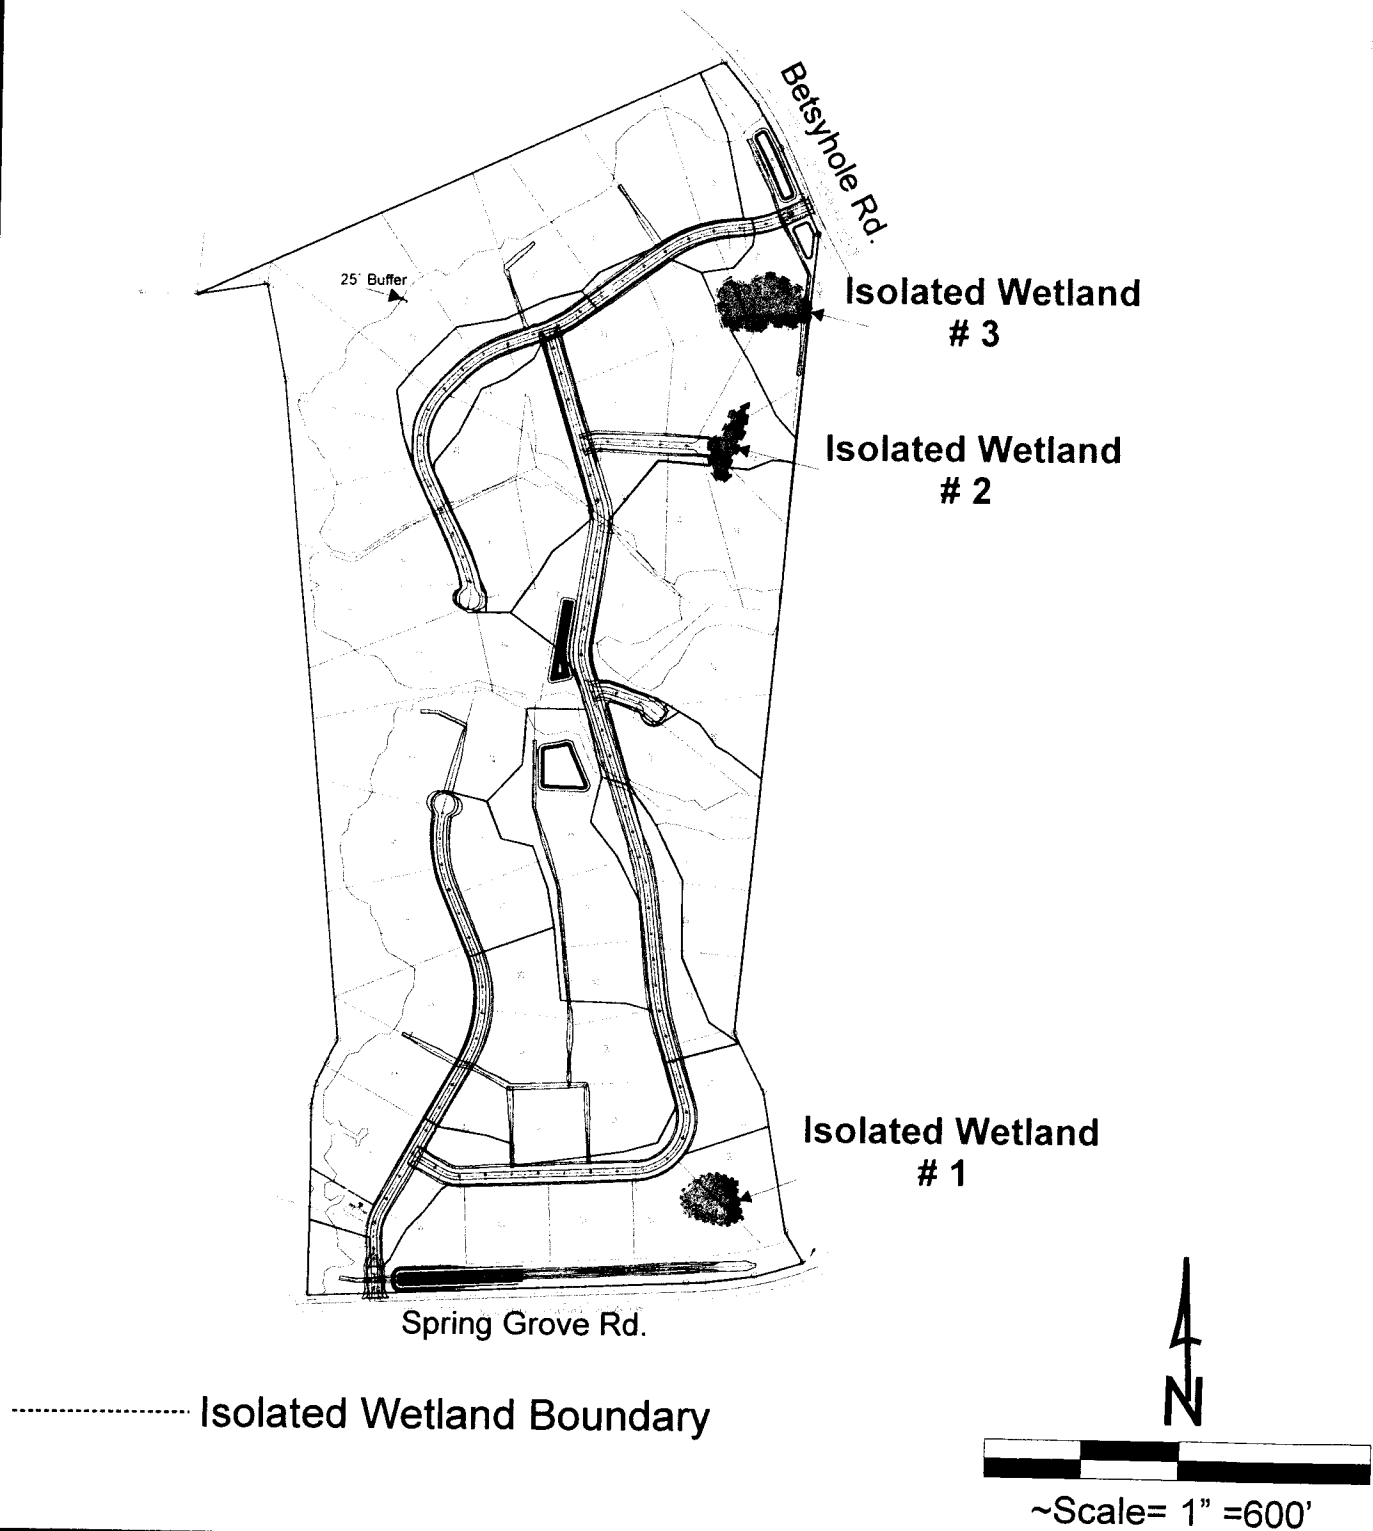 Betsyhole Rd.
25' Buffer
Isolated Wetland
# 3
Isolated Wetland
# 2
Isolated Wetland
# 1
Spring Grove Rd.
Isolated Wetland Boundary
N
~Scale= 1" =600'